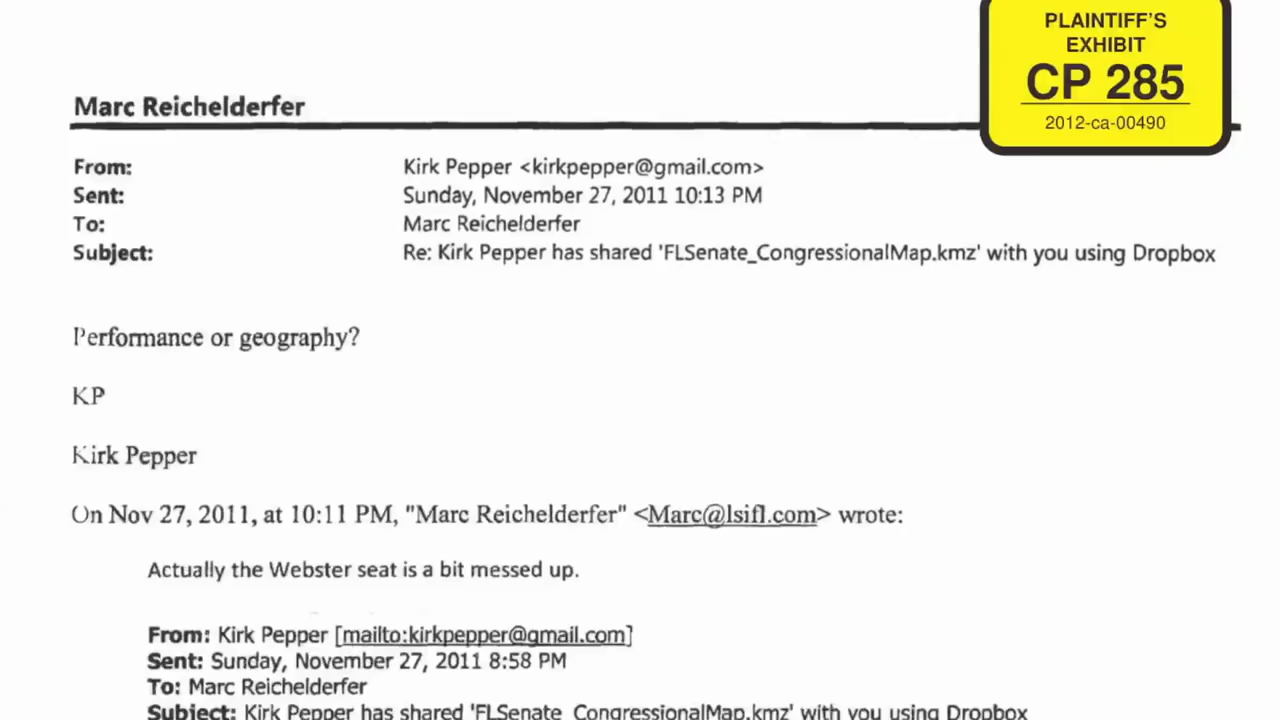 PLAINTIFF'S
EXHIBIT
CP 285
2012-ca-00490
Marc Reichelderfer
From: Kirk Pepper <kirkpepper@gmail.com>
Sent: Sunday, November 27, 2011 10:13 PM
To: Marc Reichelderfer
Subject: Re: Kirk Pepper has shared 'FLSenate_CongressionalMap.kmz' with you using Dropbox
Performance or geography?
KP
Kirk Pepper
On Nov 27, 2011, at 10:11 PM, "Marc Reichelderfer" <Marc@lsifl.com> wrote:
Actually the Webster seat is a bit messed up.
From: Kirk Pepper [mailto:kirkpepper@gmail.com]
Sent: Sunday, November 27, 2011 8:58 PM
To: Marc Reichelderfer
Subject: Kirk Pepper has shared 'FLSenate_CongressionalMap.kmz' with you using Dropbox